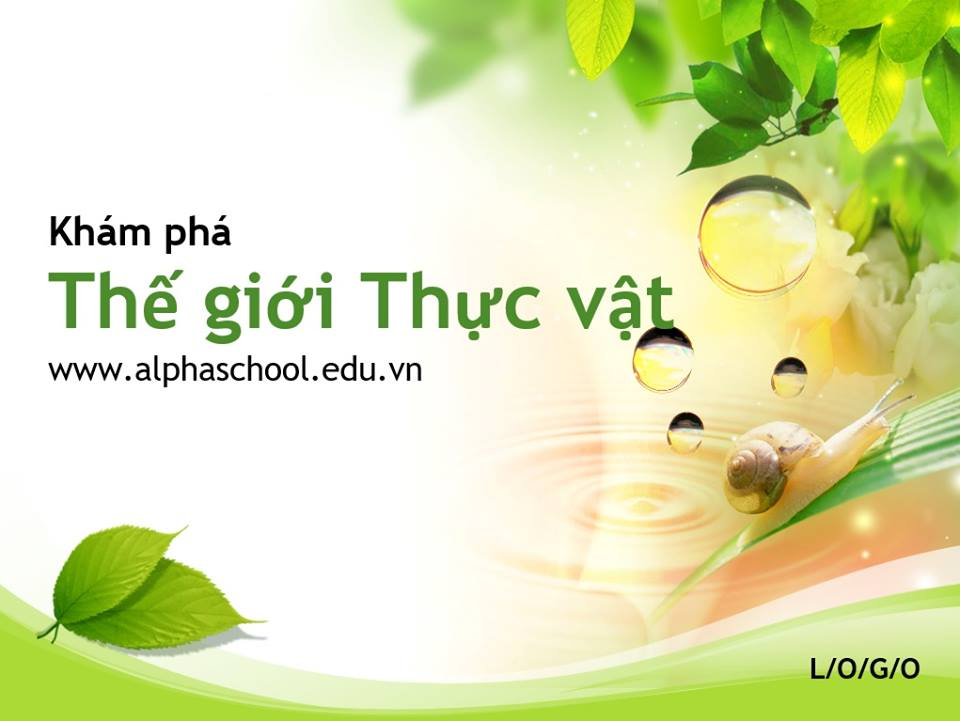 Khám phá
Thế giới Thực vật
www.alphaschool.edu.vn
L/O/G/O